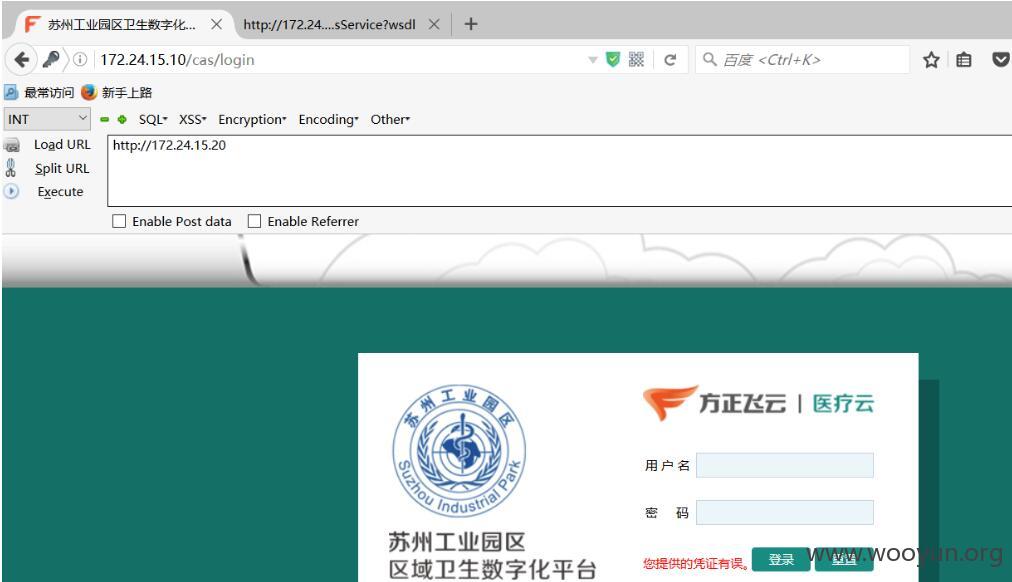 苏州工业园区卫生数字化...
http://172.24....sService?wsdl
172.24.15.10/cas/login
百度 <Ctrl+K>
最常访问 新手上路
INT SQL XSS Encryption Encoding Other
Load URL
http://172.24.15.20
Split URL
Execute
Enable Post data Enable Referrer
苏州工业园区
Suzhou Industrial Park
方正飞云 | 医疗云
用户名
密 码
苏州工业园区
区域卫生数字化平台
您提供的凭证有误。
登录 重置
www.wooyun.org